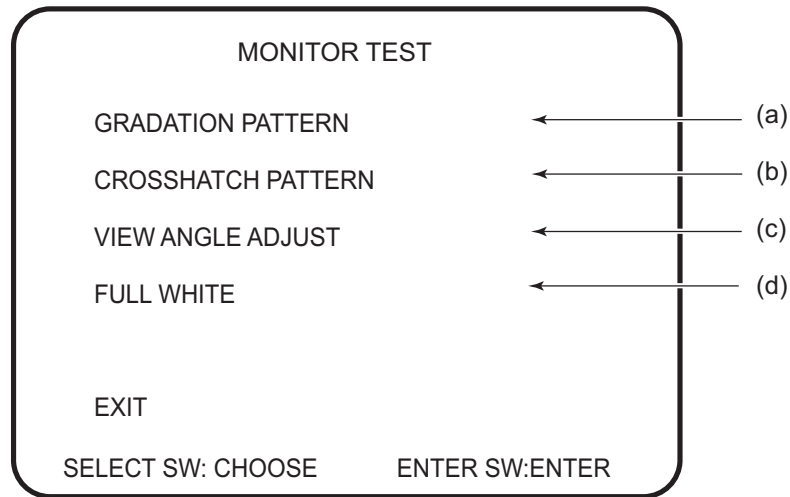 MONITOR TEST
GRADATION PATTERN (a)
CROSSHATCH PATTERN (b)
VIEW ANGLE ADJUST (c)
FULL WHITE (d)
EXIT
SELECT SW: CHOOSE ENTER SW:ENTER